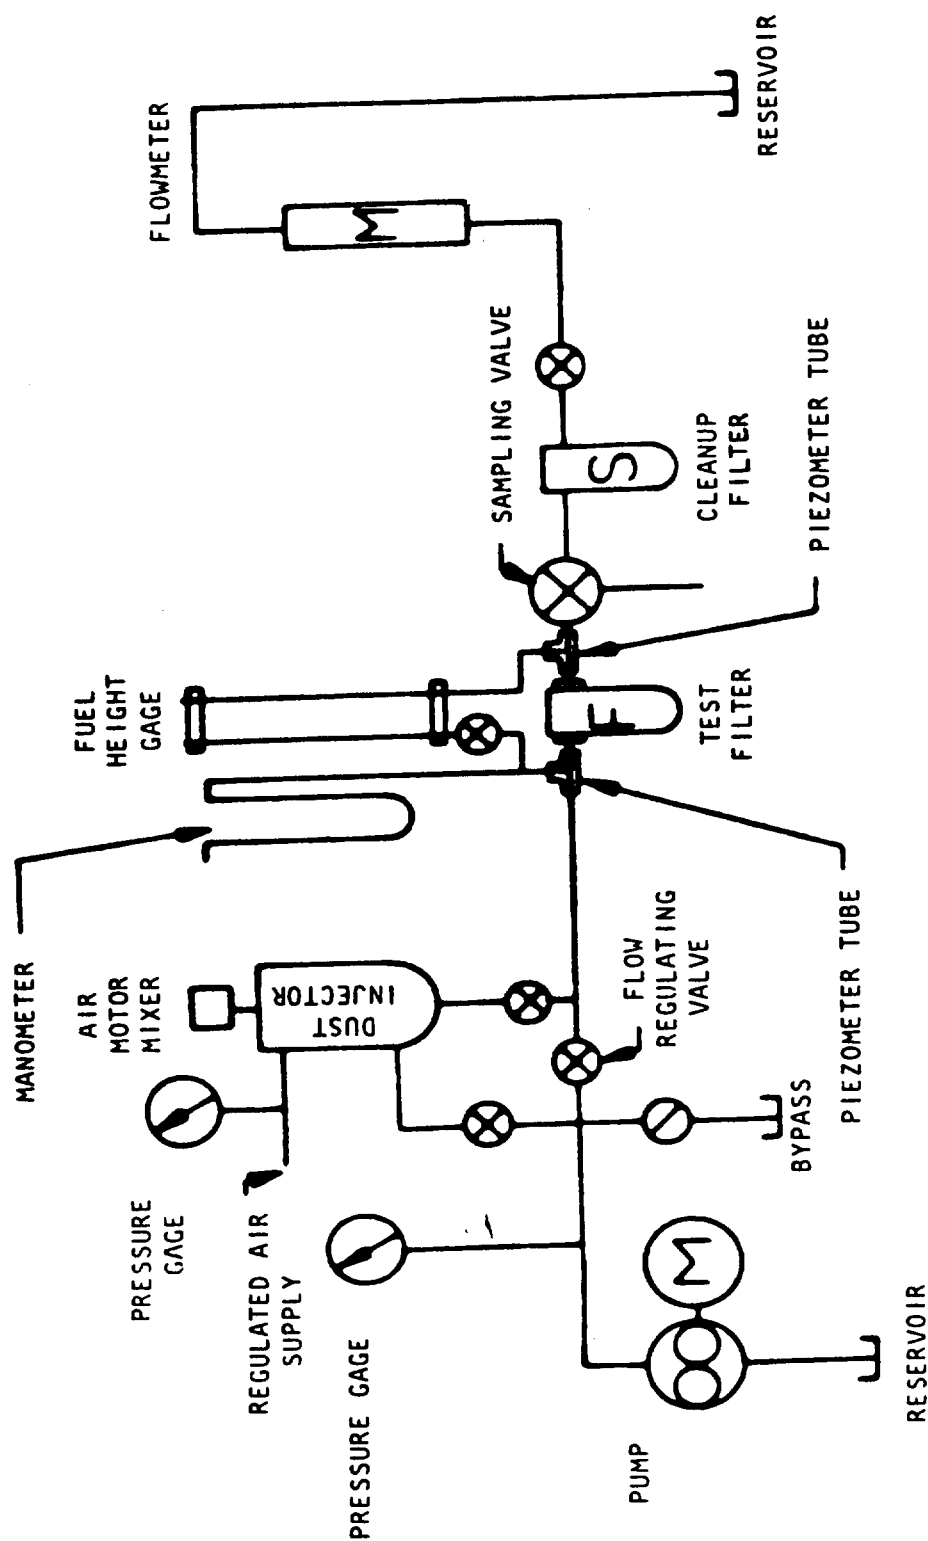 MANOMETER
FUEL
HEIGHT
GAGE
FLOWMETER
M
RESERVOIR
AIR
MOTOR
MIXER
PRESSURE
GAGE
DUST
INJECTOR
REGULATED AIR
SUPPLY
PRESSURE GAGE
SAMPLING VALVE
FLOW
REGULATING
VALVE
F
TEST
FILTER
S
CLEANUP
FILTER
PIEZOMETER TUBE
PIEZOMETER TUBE
BYPASS
M
PUMP
RESERVOIR